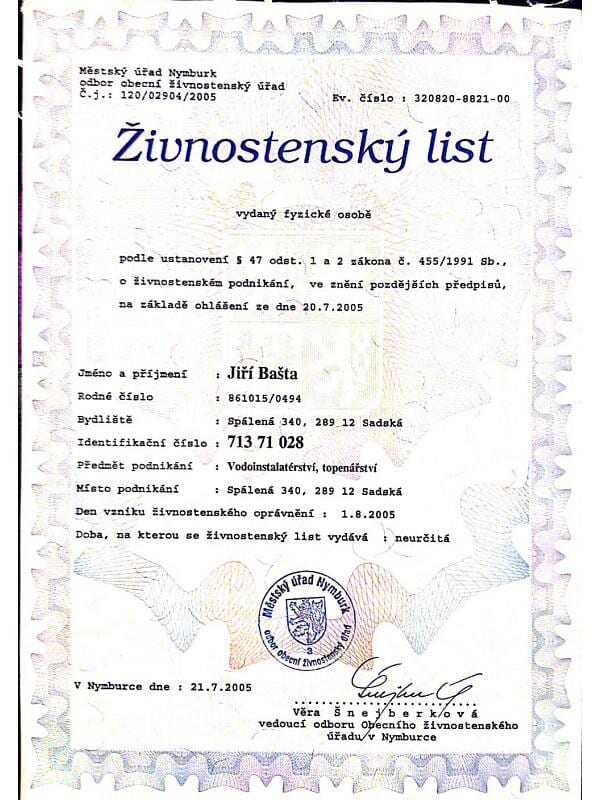 Městský úřad Nymburk
odbor obecní živnostenský úřad
Č.j.: 120/02904/2005
Ev. číslo : 320820-8821-00
Živnostenský list
vydaný fyzické osobě
podle ustanovení § 47 odst. 1 a 2 zákona č. 455/1991 Sb.,
o živnostenském podnikání, ve znění pozdějších předpisů,
na základě ohlášení ze dne 20.7.2005
Jméno a příjmení : Jiří Bašta
Rodné číslo : 861015/0494
Bydliště : Spálená 340, 289 12 Sadská
Identifikační číslo : 713 71 028
Předmět podnikání : Vodoinstalatérství, topenářství
Místo podnikání : Spálená 340, 289 12 Sadská
Den vzniku živnostenského oprávnění : 1.8.2005
Doba, na kterou se živnostenský list vydává : neurčitá
Městský úřad Nymburk
3
odbor obecní živnostenský úřad
V Nymburce dne : 21.7.2005
Věra Šnejberková
vedoucí odboru Obecního živnostenského
úřadu v Nymburce